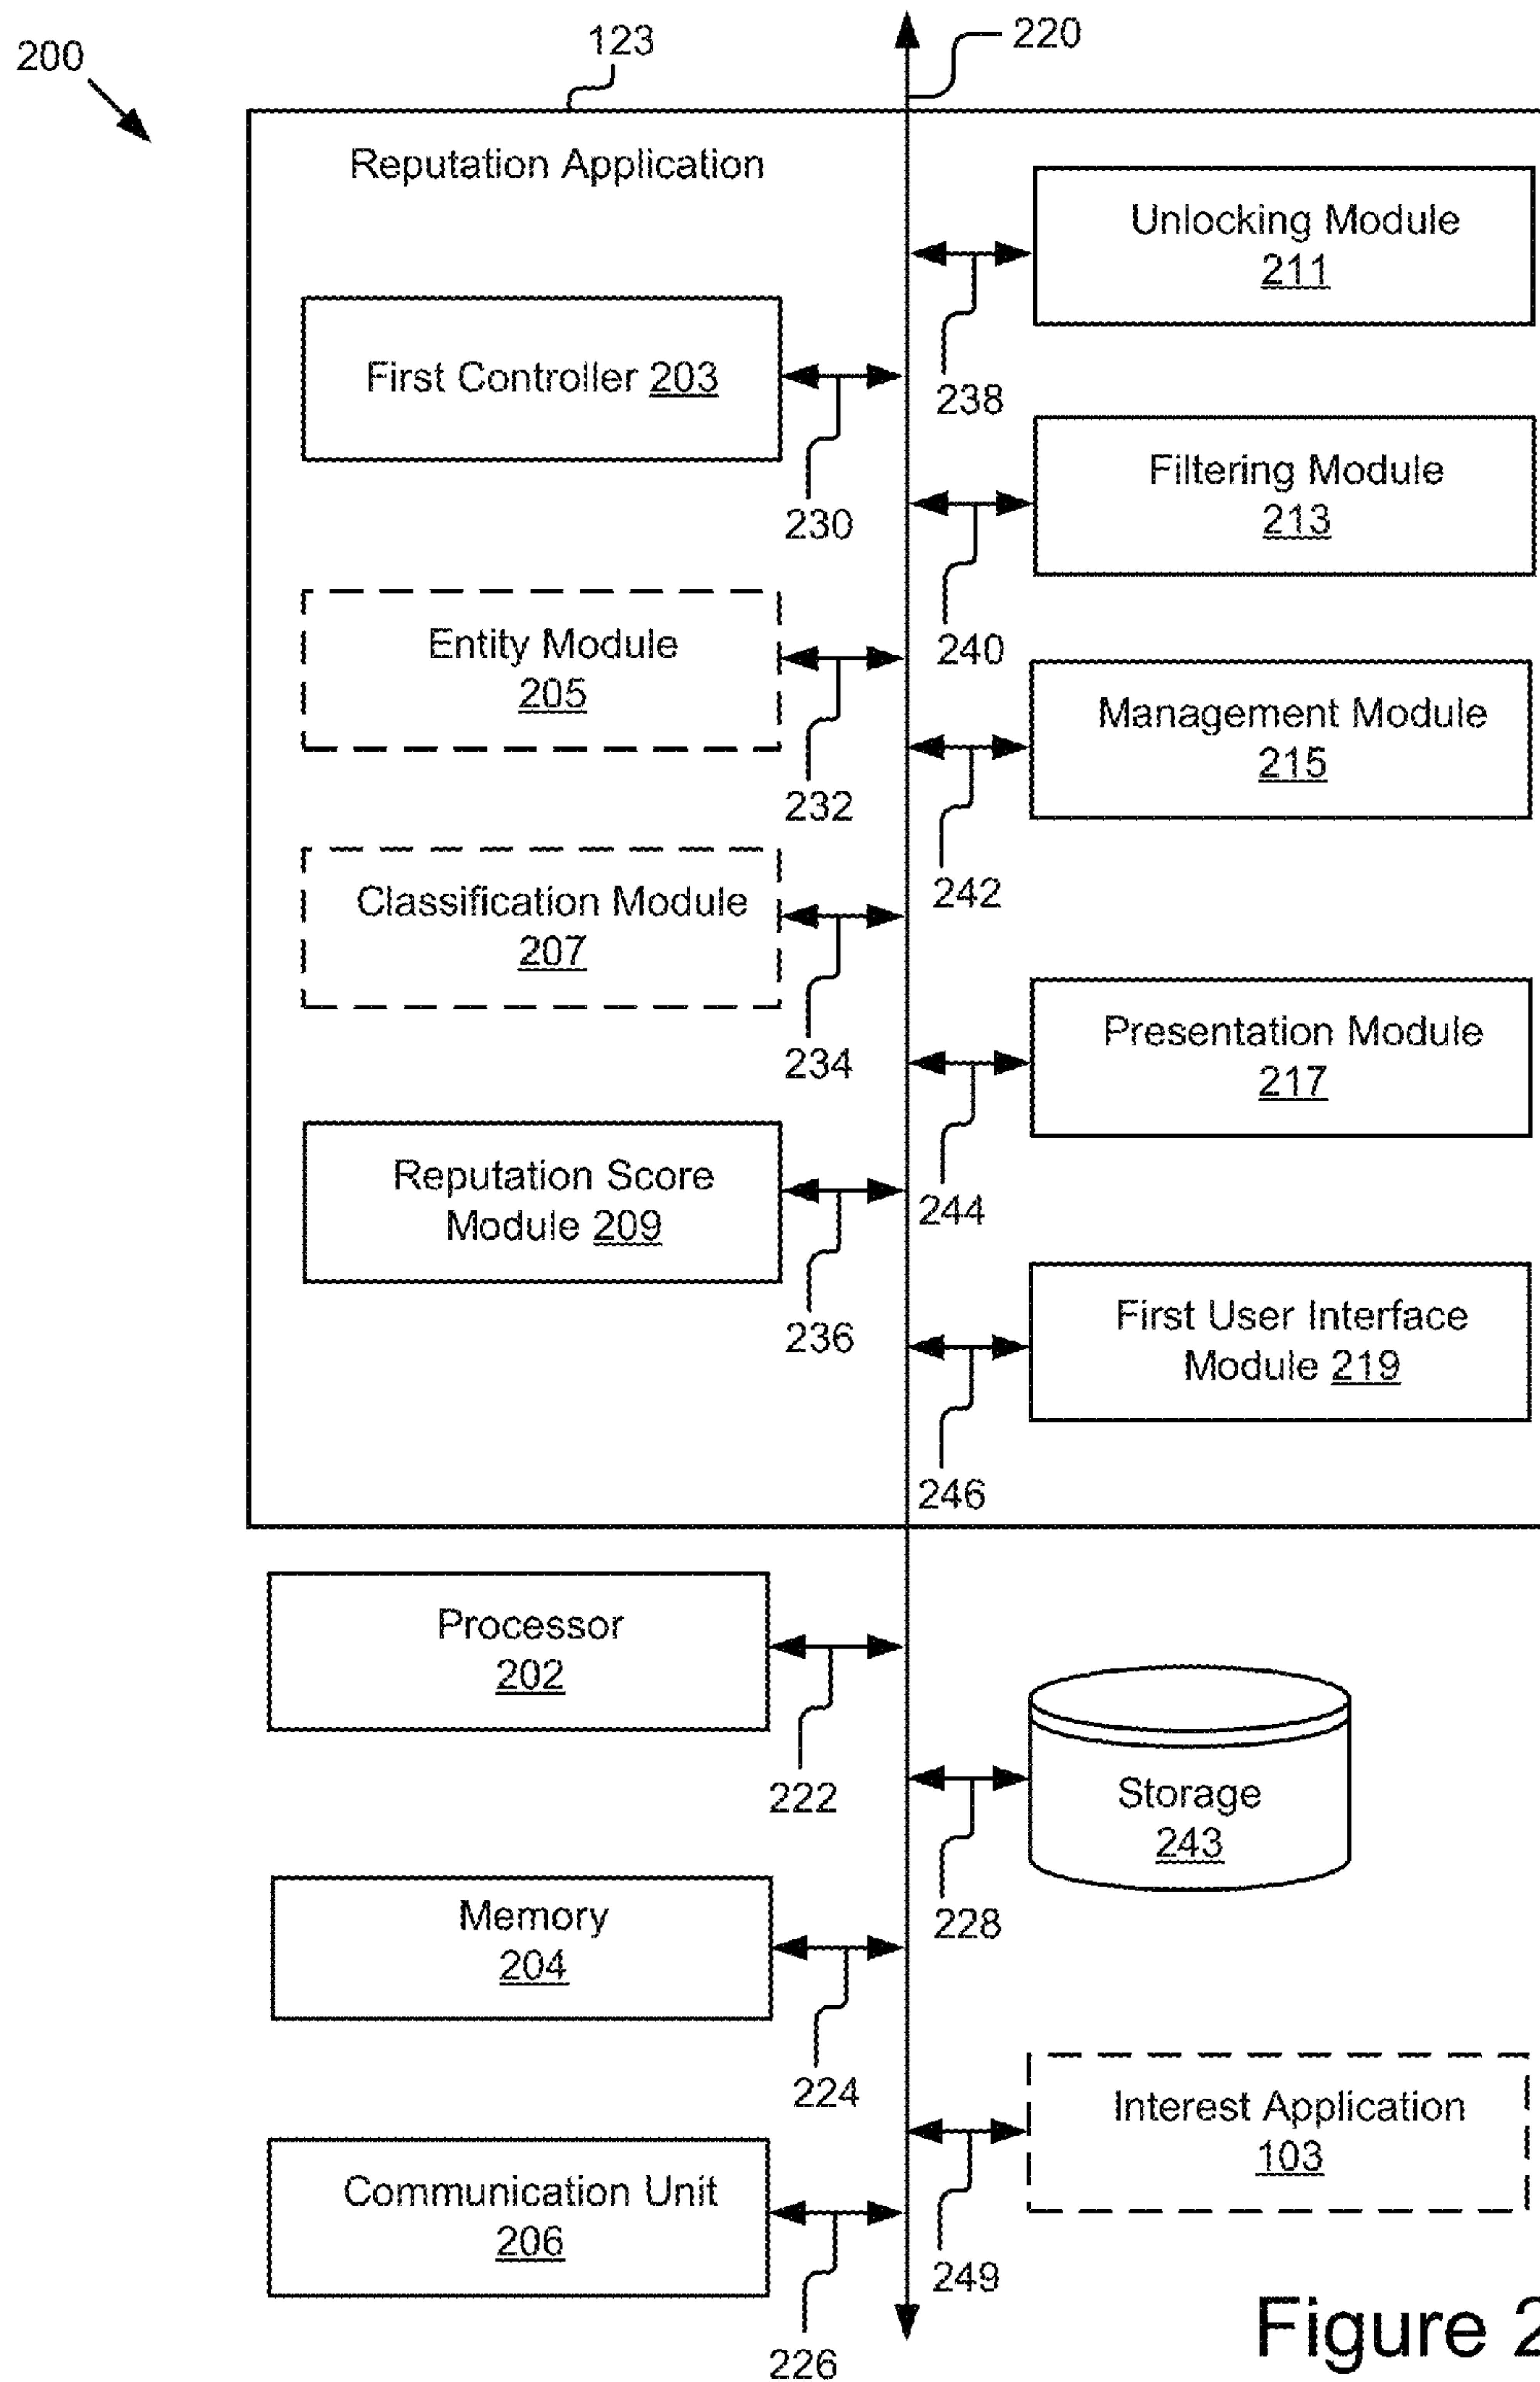 200
123
220
Reputation Application
Unlocking Module
211
238
First Controller 203
230
Filtering Module
213
240
Entity Module
205
232
Management Module
215
242
Classification Module
207
234
Presentation Module
217
244
Reputation Score
Module 209
236
First User Interface
Module 219
246
Processor
202
222
Storage
243
228
Memory
204
224
Interest Application
103
249
Communication Unit
206
226
Figure 2